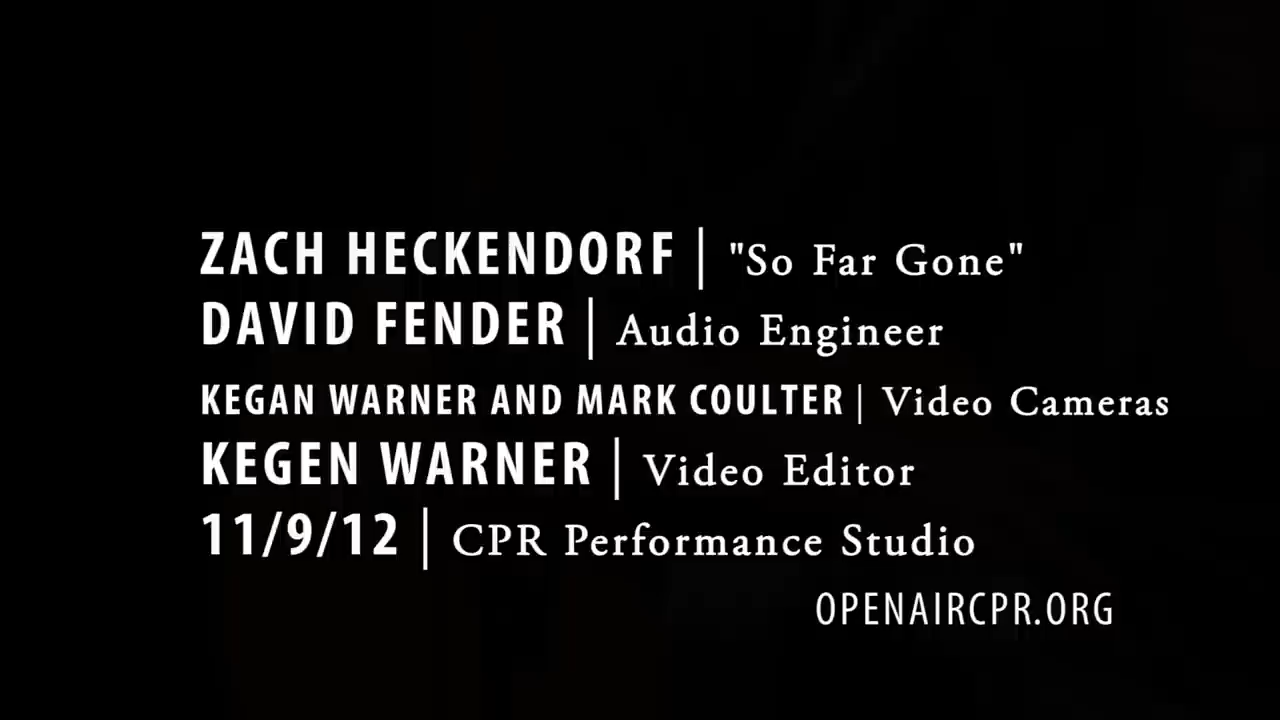 ZACH HECKENDORF | "So Far Gone"
DAVID FENDER | Audio Engineer
KEGAN WARNER AND MARK COULTER | Video Cameras
KEGEN WARNER | Video Editor
11/9/12 | CPR Performance Studio
OPENAIRCPR.ORG